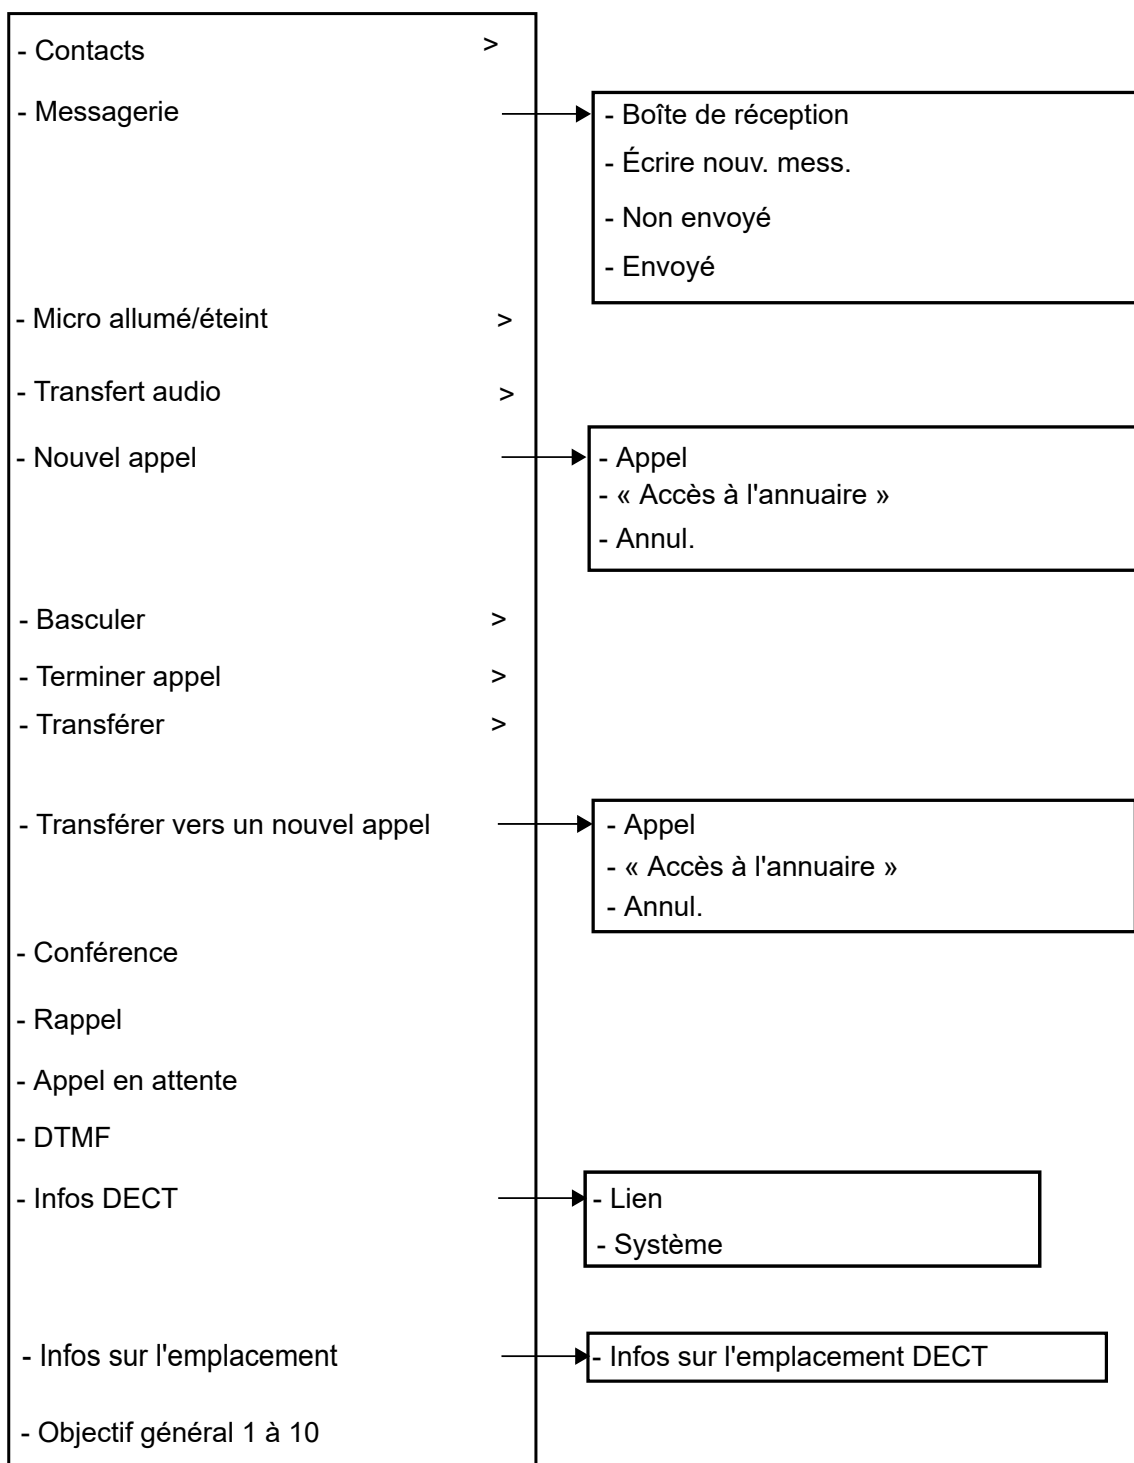 - Contacts >
- Messagerie
- Boîte de réception
- Écrire nouv. mess.
- Non envoyé
- Envoyé
- Micro allumé/éteint >
- Transfert audio >
- Nouvel appel
- Appel
- « Accès à l'annuaire »
- Annul.
- Basculer >
- Terminer appel >
- Transférer >
- Transférer vers un nouvel appel
- Appel
- « Accès à l'annuaire »
- Annul.
- Conférence
- Rappel
- Appel en attente
- DTMF
- Infos DECT
- Lien
- Système
- Infos sur l'emplacement
- Infos sur l'emplacement DECT
- Objectif général 1 à 10